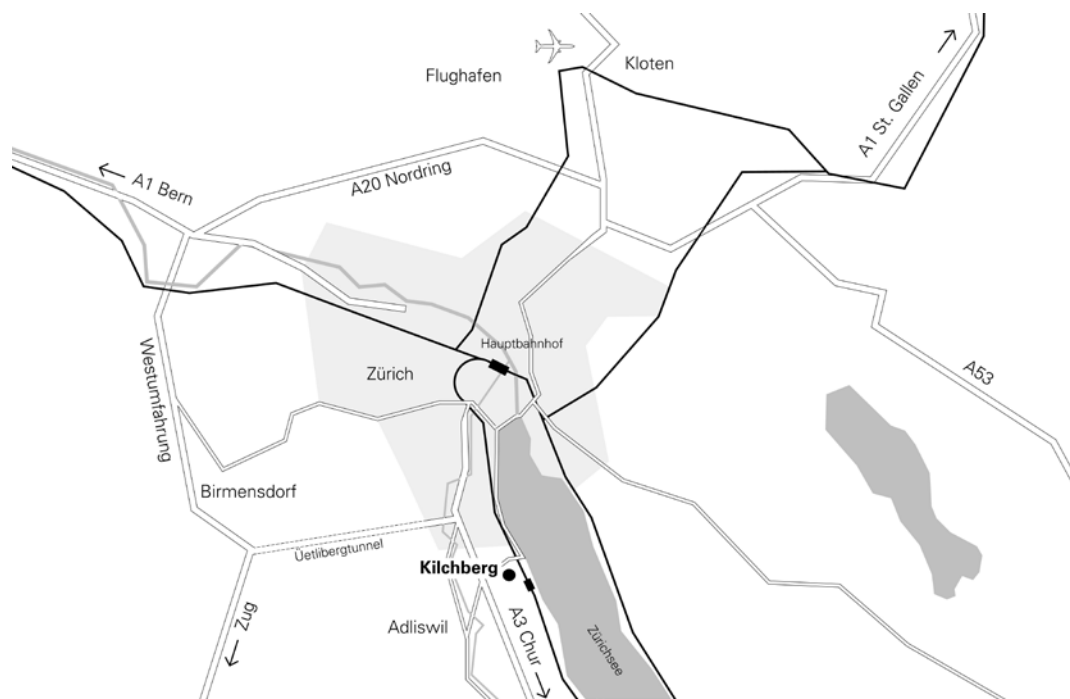 Kloten
Flughafen
A1 St. Gallen
A20 Nordring
A1 Bern
Hauptbahnhof
Zürich
Westumfahrung
A53
Birmensdorf
Üetlibergtunnel
Kilchberg
Zug
Adliswil
A3 Chur
Zürichsee